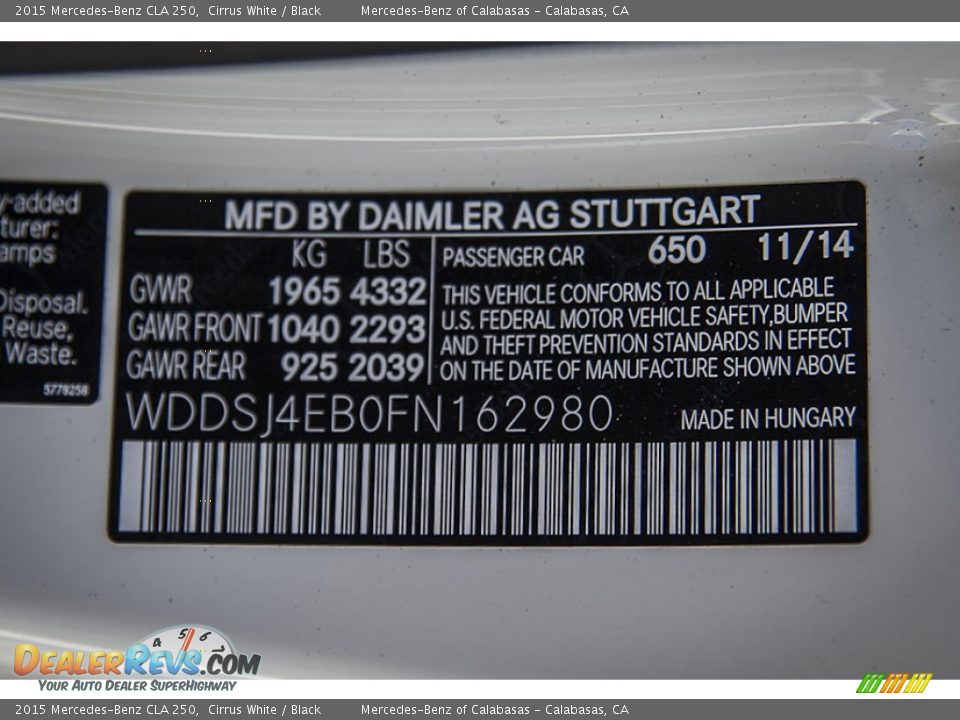 2015 Mercedes-Benz CLA 250, Cirrus White / Black Mercedes-Benz of Calabasas - Calabasas, CA
y-added
turer:
amps
Disposal.
Reuse,
Waste.
5778258
MFD BY DAIMLER AG STUTTGART
KG LBS
GVWR 1965 4332
GAWR FRONT 1040 2293
GAWR REAR 925 2039
PASSENGER CAR 650 11/14
THIS VEHICLE CONFORMS TO ALL APPLICABLE
U.S. FEDERAL MOTOR VEHICLE SAFETY,BUMPER
AND THEFT PREVENTION STANDARDS IN EFFECT
ON THE DATE OF MANUFACTURE SHOWN ABOVE
WDDSJ4EB0FN162980 MADE IN HUNGARY
4 5 6 7
DEALERREVS.COM
YOUR AUTO DEALER SUPERHIGHWAY
2015 Mercedes-Benz CLA 250, Cirrus White / Black Mercedes-Benz of Calabasas - Calabasas, CA